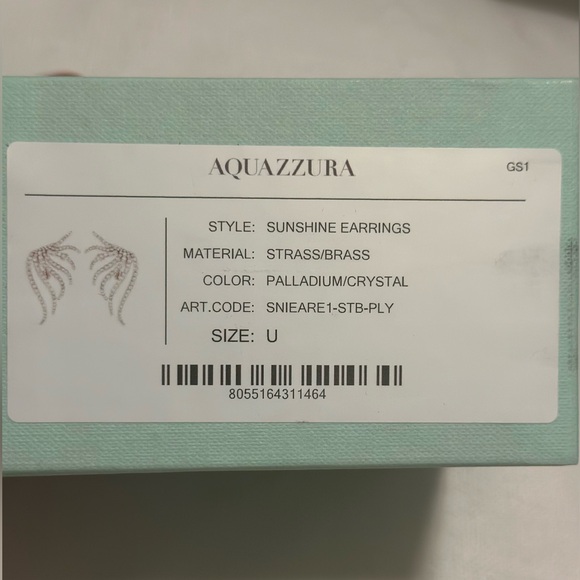 AQUAZZURA
GS1
STYLE: SUNSHINE EARRINGS
MATERIAL: STRASS/BRASS
COLOR: PALLADIUM/CRYSTAL
ART.CODE: SNIEARE1-STB-PLY
SIZE: U
8055164311464